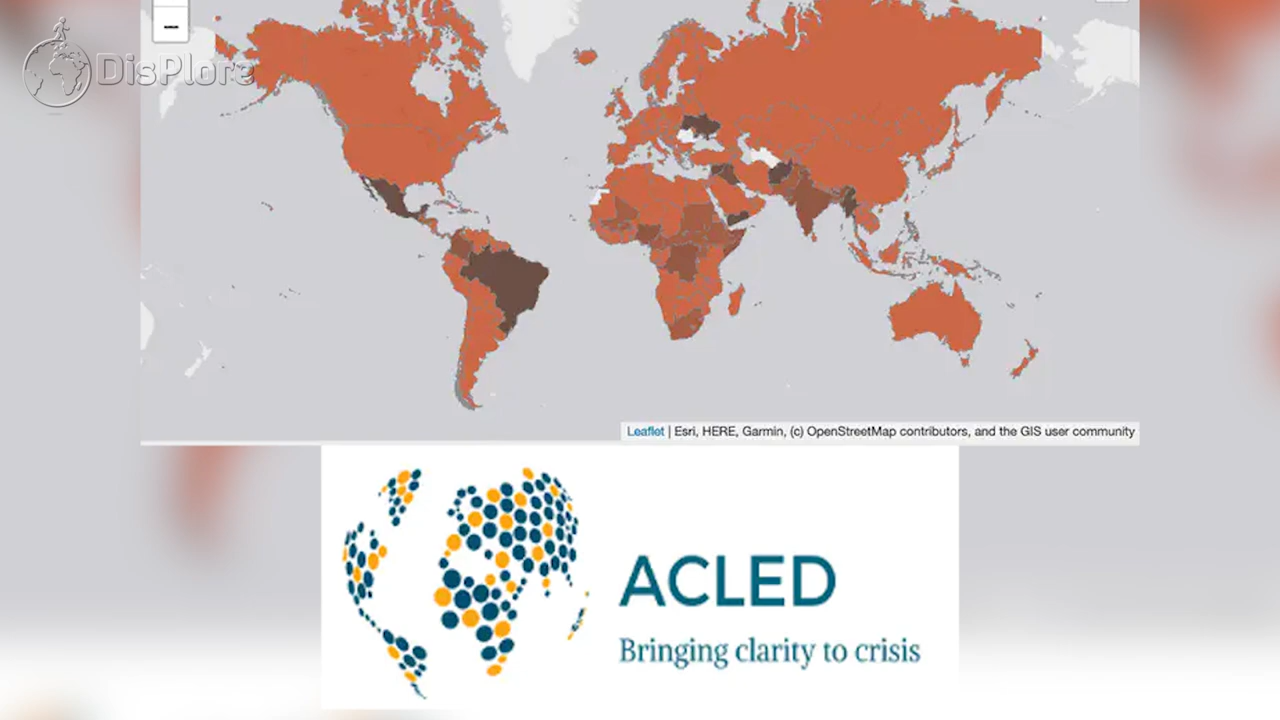 DisPlore
Leaflet | Esri, HERE, Garmin, (c) OpenStreetMap contributors, and the GIS user community
ACLED
Bringing clarity to crisis